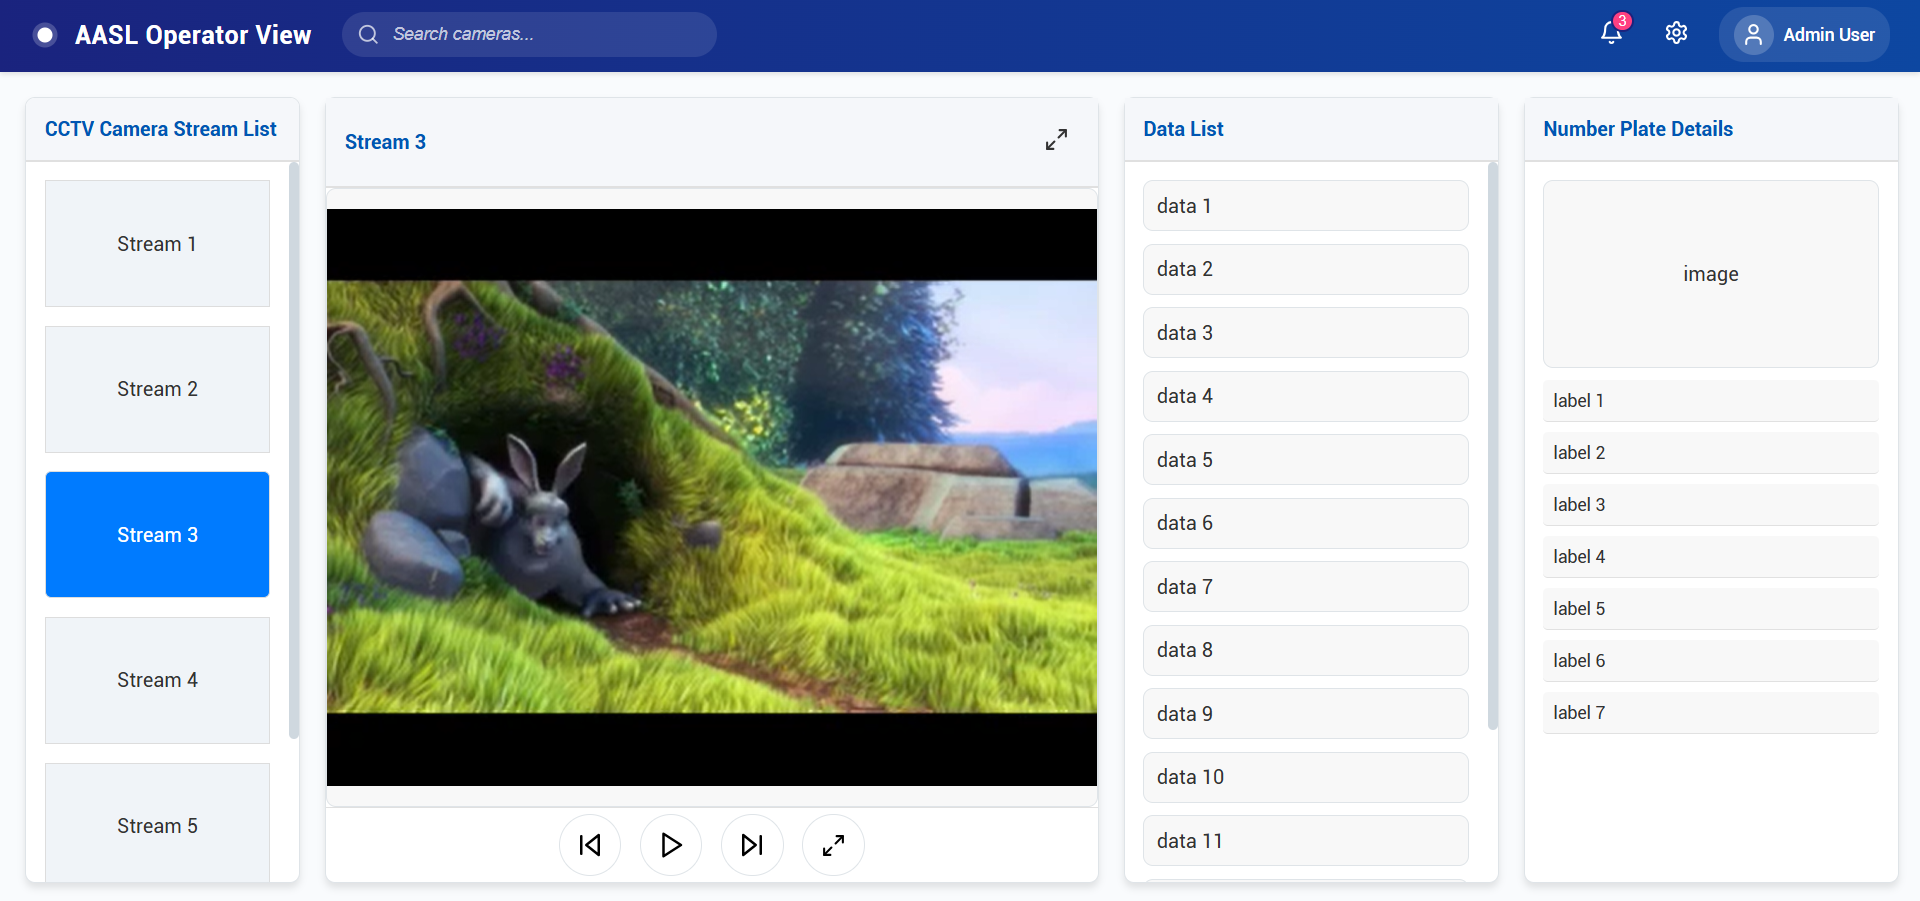 AASL Operator View
Search cameras...
3
Admin User
CCTV Camera Stream List
Stream 1
Stream 2
Stream 3
Stream 4
Stream 5
Stream 3
Data List
data 1
data 2
data 3
data 4
data 5
data 6
data 7
data 8
data 9
data 10
data 11
Number Plate Details
image
label 1
label 2
label 3
label 4
label 5
label 6
label 7